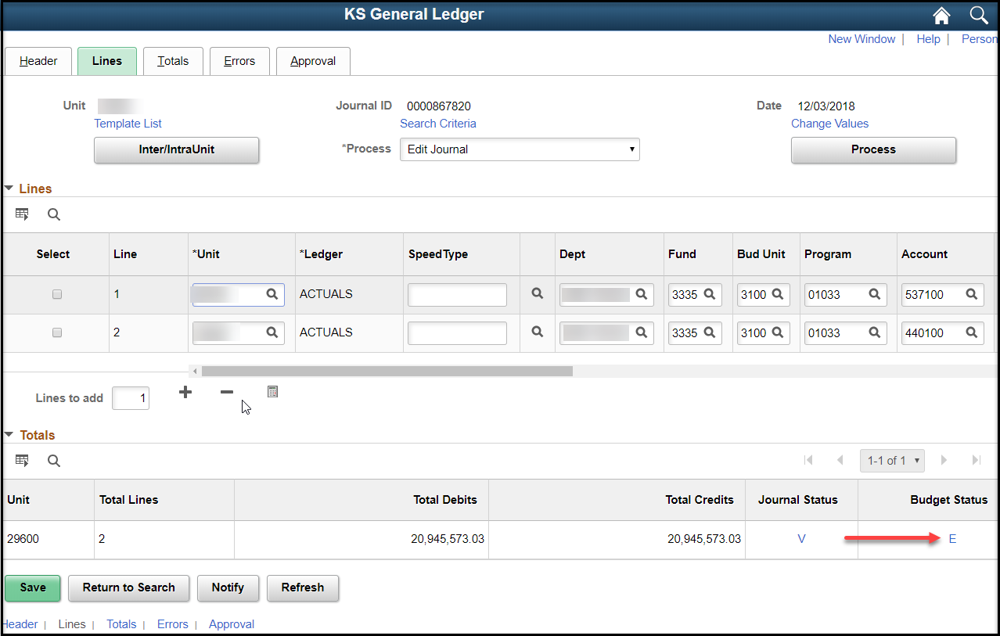 KS General Ledger
New Window | Help | Person
Header Lines Totals Errors Approval
Unit Journal ID 0000867820 Date 12/03/2018
Template List Search Criteria Change Values
Inter/IntraUnit *Process Edit Journal Process
Lines
Select Line *Unit *Ledger SpeedType Dept Fund Bud Unit Program Account
1 ACTUALS 3335 3100 01033 537100
2 ACTUALS 3335 3100 01033 440100
Lines to add 1
Totals
1-1 of 1
Unit Total Lines Total Debits Total Credits Journal Status Budget Status
29600 2 20,945,573.03 20,945,573.03 V E
Save Return to Search Notify Refresh
Header | Lines | Totals | Errors | Approval